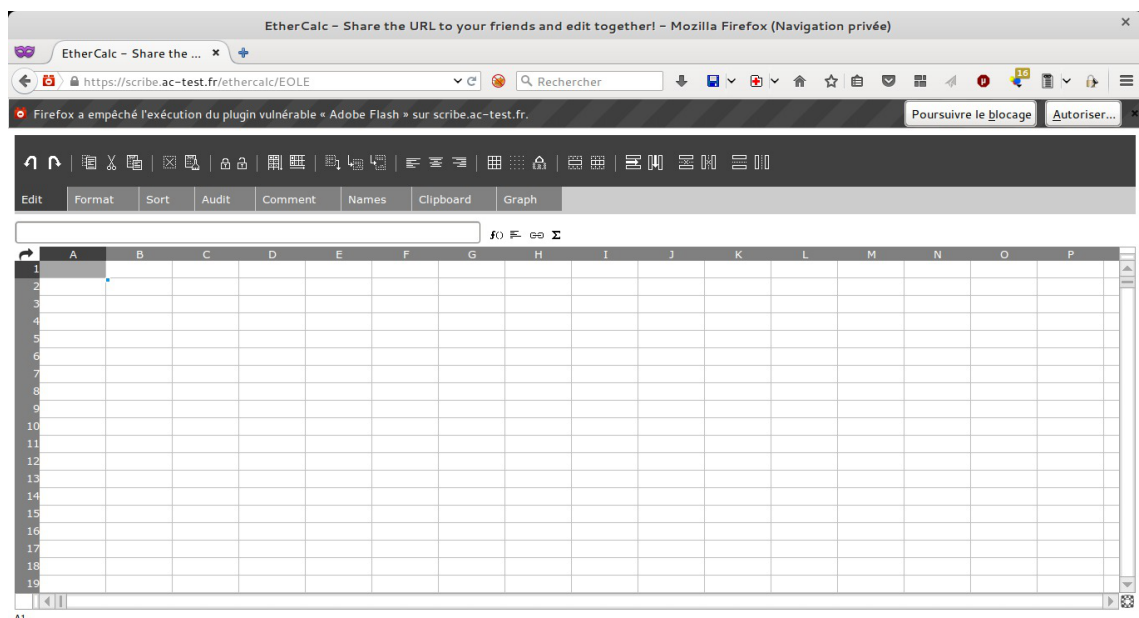 EtherCalc - Share the URL to your friends and edit together! - Mozilla Firefox (Navigation privée)
EtherCalc - Share the ...
https://scribe.ac-test.fr/ethercalc/EOLE Rechercher 16
Firefox a empêché l'exécution du plugin vulnérable « Adobe Flash » sur scribe.ac-test.fr. Poursuivre le blocage Autoriser...
Edit Format Sort Audit Comment Names Clipboard Graph
f() Σ
A B C D E F G H I J K L M N O P
1
2
3
4
5
6
7
8
9
10
11
12
13
14
15
16
17
18
19
A1